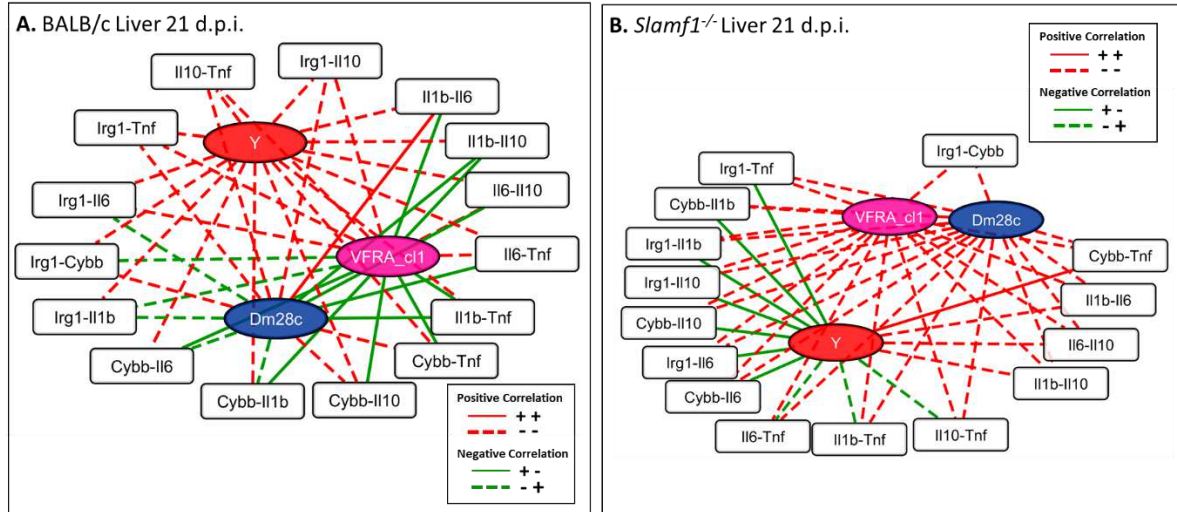 A. BALB/c Liver 21 d.p.i.
Irg1-Il10
Il10-Tnf
Il1b-Il6
Irg1-Tnf
Y
Il1b-Il10
Il6-Il10
Irg1-Il6
Il6-Tnf
VFRA_cl1
Irg1-Cybb
Irg1-Il1b
Dm28c
Il1b-Tnf
Cybb-Il6
Cybb-Tnf
Cybb-Il1b
Cybb-Il10
Positive Correlation
+ +
- -
Negative Correlation
+ -
- +
B. Slamf1-/- Liver 21 d.p.i.
Positive Correlation
+ +
- -
Negative Correlation
+ -
- +
Irg1-Cybb
Irg1-Tnf
Cybb-Il1b
VFRA_cl1
Dm28c
Irg1-Il1b
Cybb-Tnf
Irg1-Il10
Il1b-Il6
Cybb-Il10
Y
Il6-Il10
Irg1-Il6
Il1b-Il10
Cybb-Il6
Il6-Tnf
Il1b-Tnf
Il10-Tnf